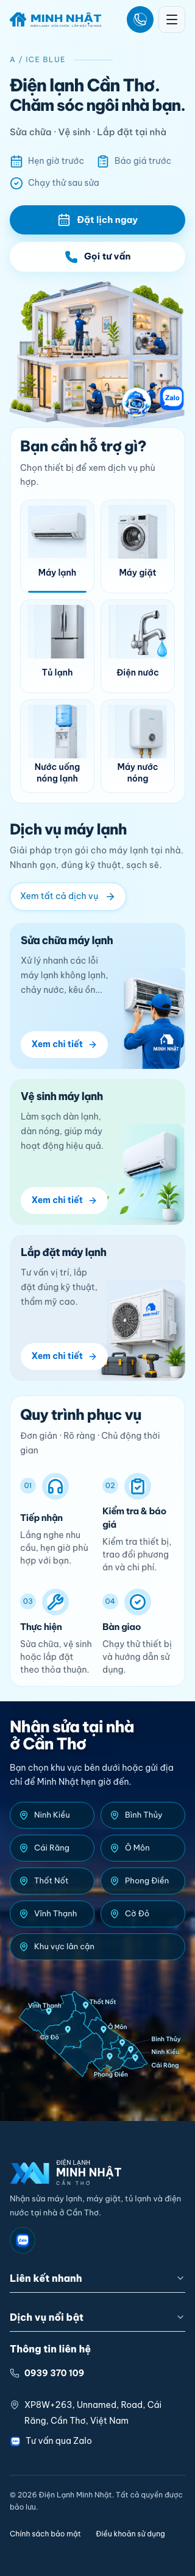 MINH NHẬT
A / ICE BLUE
Điện lạnh Cần Thơ.
Chăm sóc ngôi nhà bạn.
Sửa chữa · Vệ sinh · Lắp đặt tại nhà
Hẹn giờ trước
Báo giá trước
Chạy thử sau sửa
Đặt lịch ngay
Gọi tư vấn
Zalo
Bạn cần hỗ trợ gì?
Chọn thiết bị để xem dịch vụ phù
hợp.
Máy lạnh
Máy giặt
Tủ lạnh
Điện nước
Nước uống
nóng lạnh
Máy nước
nóng
Dịch vụ máy lạnh
Giải pháp trọn gói cho máy lạnh tại nhà.
Nhanh gọn, đúng kỹ thuật, sạch sẽ.
Xem tất cả dịch vụ
Sửa chữa máy lạnh
Xử lý nhanh các lỗi
máy lạnh không lạnh,
chảy nước, kêu ồn...
MINH NHẬT
Xem chi tiết
Vệ sinh máy lạnh
Làm sạch dàn lạnh,
dàn nóng, giúp máy
hoạt động hiệu quả.
Xem chi tiết
Lắp đặt máy lạnh
Tư vấn vị trí, lắp
đặt đúng kỹ thuật,
thẩm mỹ cao.
Xem chi tiết
Quy trình phục vụ
Đơn giản · Rõ ràng · Chủ động thời
gian
01
Tiếp nhận
Lắng nghe nhu
cầu, hẹn giờ phù
hợp với bạn.
02
Kiểm tra & báo
giá
Kiểm tra thiết bị,
trao đổi phương
án và chi phí.
03
Thực hiện
Sửa chữa, vệ sinh
hoặc lắp đặt
theo thỏa thuận.
04
Bàn giao
Chạy thử thiết bị
và hướng dẫn sử
dụng.
Nhận sửa tại nhà
ở Cần Thơ
Bạn chọn khu vực bên dưới hoặc gửi địa
chỉ để Minh Nhật hẹn giờ đến.
Ninh Kiều
Bình Thủy
Cái Răng
Ô Môn
Thốt Nốt
Phong Điền
Vĩnh Thạnh
Cờ Đỏ
Khu vực lân cận
Thốt Nốt
Vĩnh Thạnh
Ô Môn
Cờ Đỏ
Bình Thủy
Ninh Kiều
Cái Răng
Phong Điền
ĐIỆN LẠNH
MINH NHẬT
CẦN THƠ
Nhận sửa máy lạnh, máy giặt, tủ lạnh và điện
nước tại nhà ở Cần Thơ.
Zalo
Liên kết nhanh
Dịch vụ nổi bật
Thông tin liên hệ
0939 370 109
XP8W+263, Unnamed, Road, Cái
Răng, Cần Thơ, Việt Nam
Tư vấn qua Zalo
© 2026 Điện Lạnh Minh Nhật. Tất cả quyền được
bảo lưu.
Chính sách bảo mật
Điều khoản sử dụng